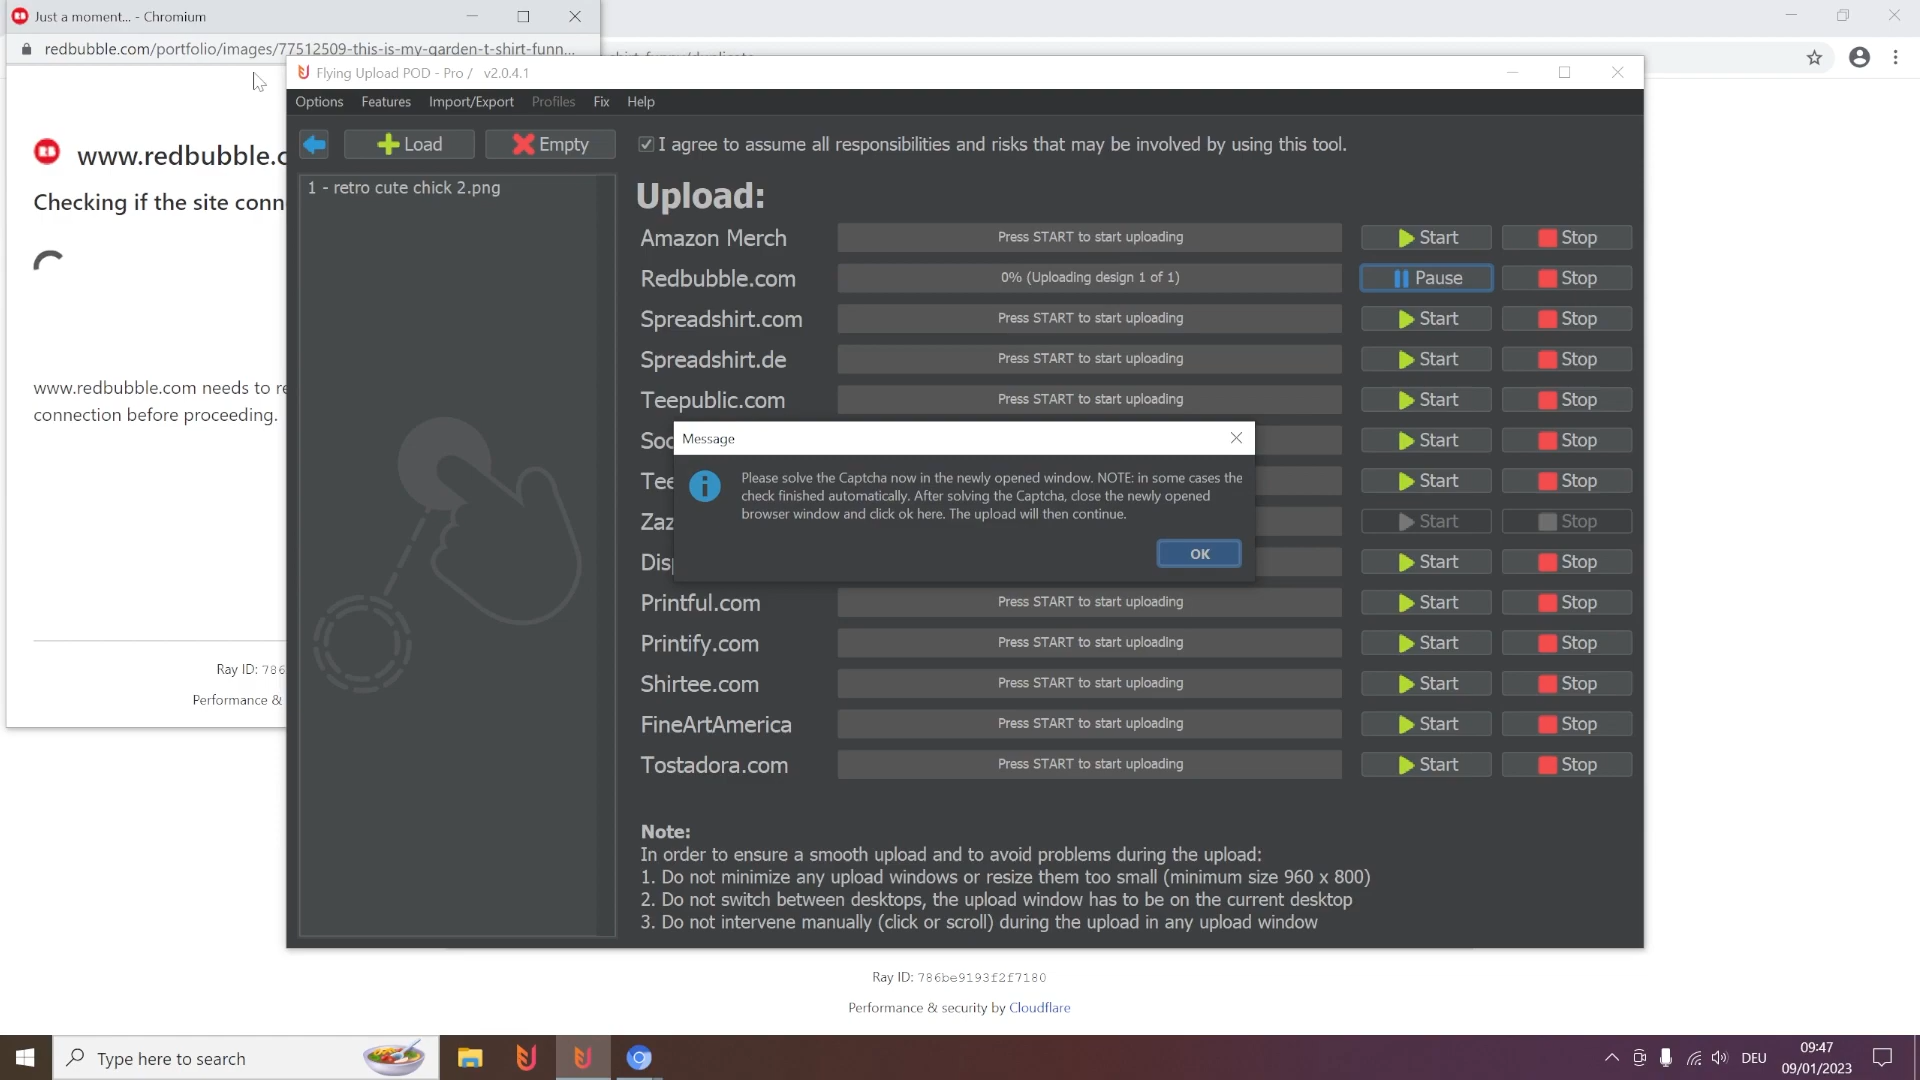 Just a moment... - Chromium
redbubble.com/portfolio/images/77512509-this-is-my-garden-t-shirt-funn...
Flying Upload POD - Pro / v2.0.4.1
Options Features Import/Export Profiles Fix Help
Load Empty
I agree to assume all responsibilities and risks that may be involved by using this tool.
www.redbubble.c
Checking if the site conn
www.redbubble.com needs to re
connection before proceeding.
Ray ID: 786
Performance &
1 - retro cute chick 2.png
Upload:
Amazon Merch Press START to start uploading Start Stop
Redbubble.com 0% (Uploading design 1 of 1) Pause Stop
Spreadshirt.com Press START to start uploading Start Stop
Spreadshirt.de Press START to start uploading Start Stop
Teepublic.com Press START to start uploading Start Stop
Soc Start Stop
Tee Start Stop
Zaz Start Stop
Disp Start Stop
Message
Please solve the Captcha now in the newly opened window. NOTE: in some cases the
check finished automatically. After solving the Captcha, close the newly opened
browser window and click ok here. The upload will then continue.
OK
Printful.com Press START to start uploading Start Stop
Printify.com Press START to start uploading Start Stop
Shirtee.com Press START to start uploading Start Stop
FineArtAmerica Press START to start uploading Start Stop
Tostadora.com Press START to start uploading Start Stop
Note:
In order to ensure a smooth upload and to avoid problems during the upload:
1. Do not minimize any upload windows or resize them too small (minimum size 960 x 800)
2. Do not switch between desktops, the upload window has to be on the current desktop
3. Do not intervene manually (click or scroll) during the upload in any upload window
Ray ID: 786be9193f2f7180
Performance & security by Cloudflare
Type here to search
DEU
09:47
09/01/2023